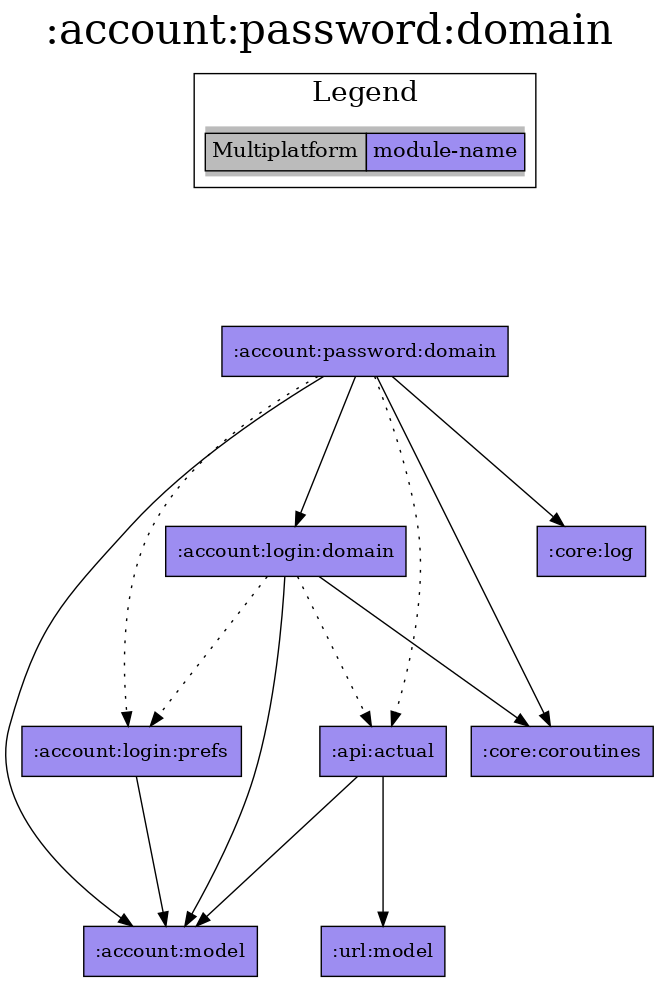 :account:password:domain
Legend
Multiplatform module-name
:account:password:domain
:account:login:domain
:core:log
:account:login:prefs
:api:actual
:core:coroutines
:account:model
:url:model